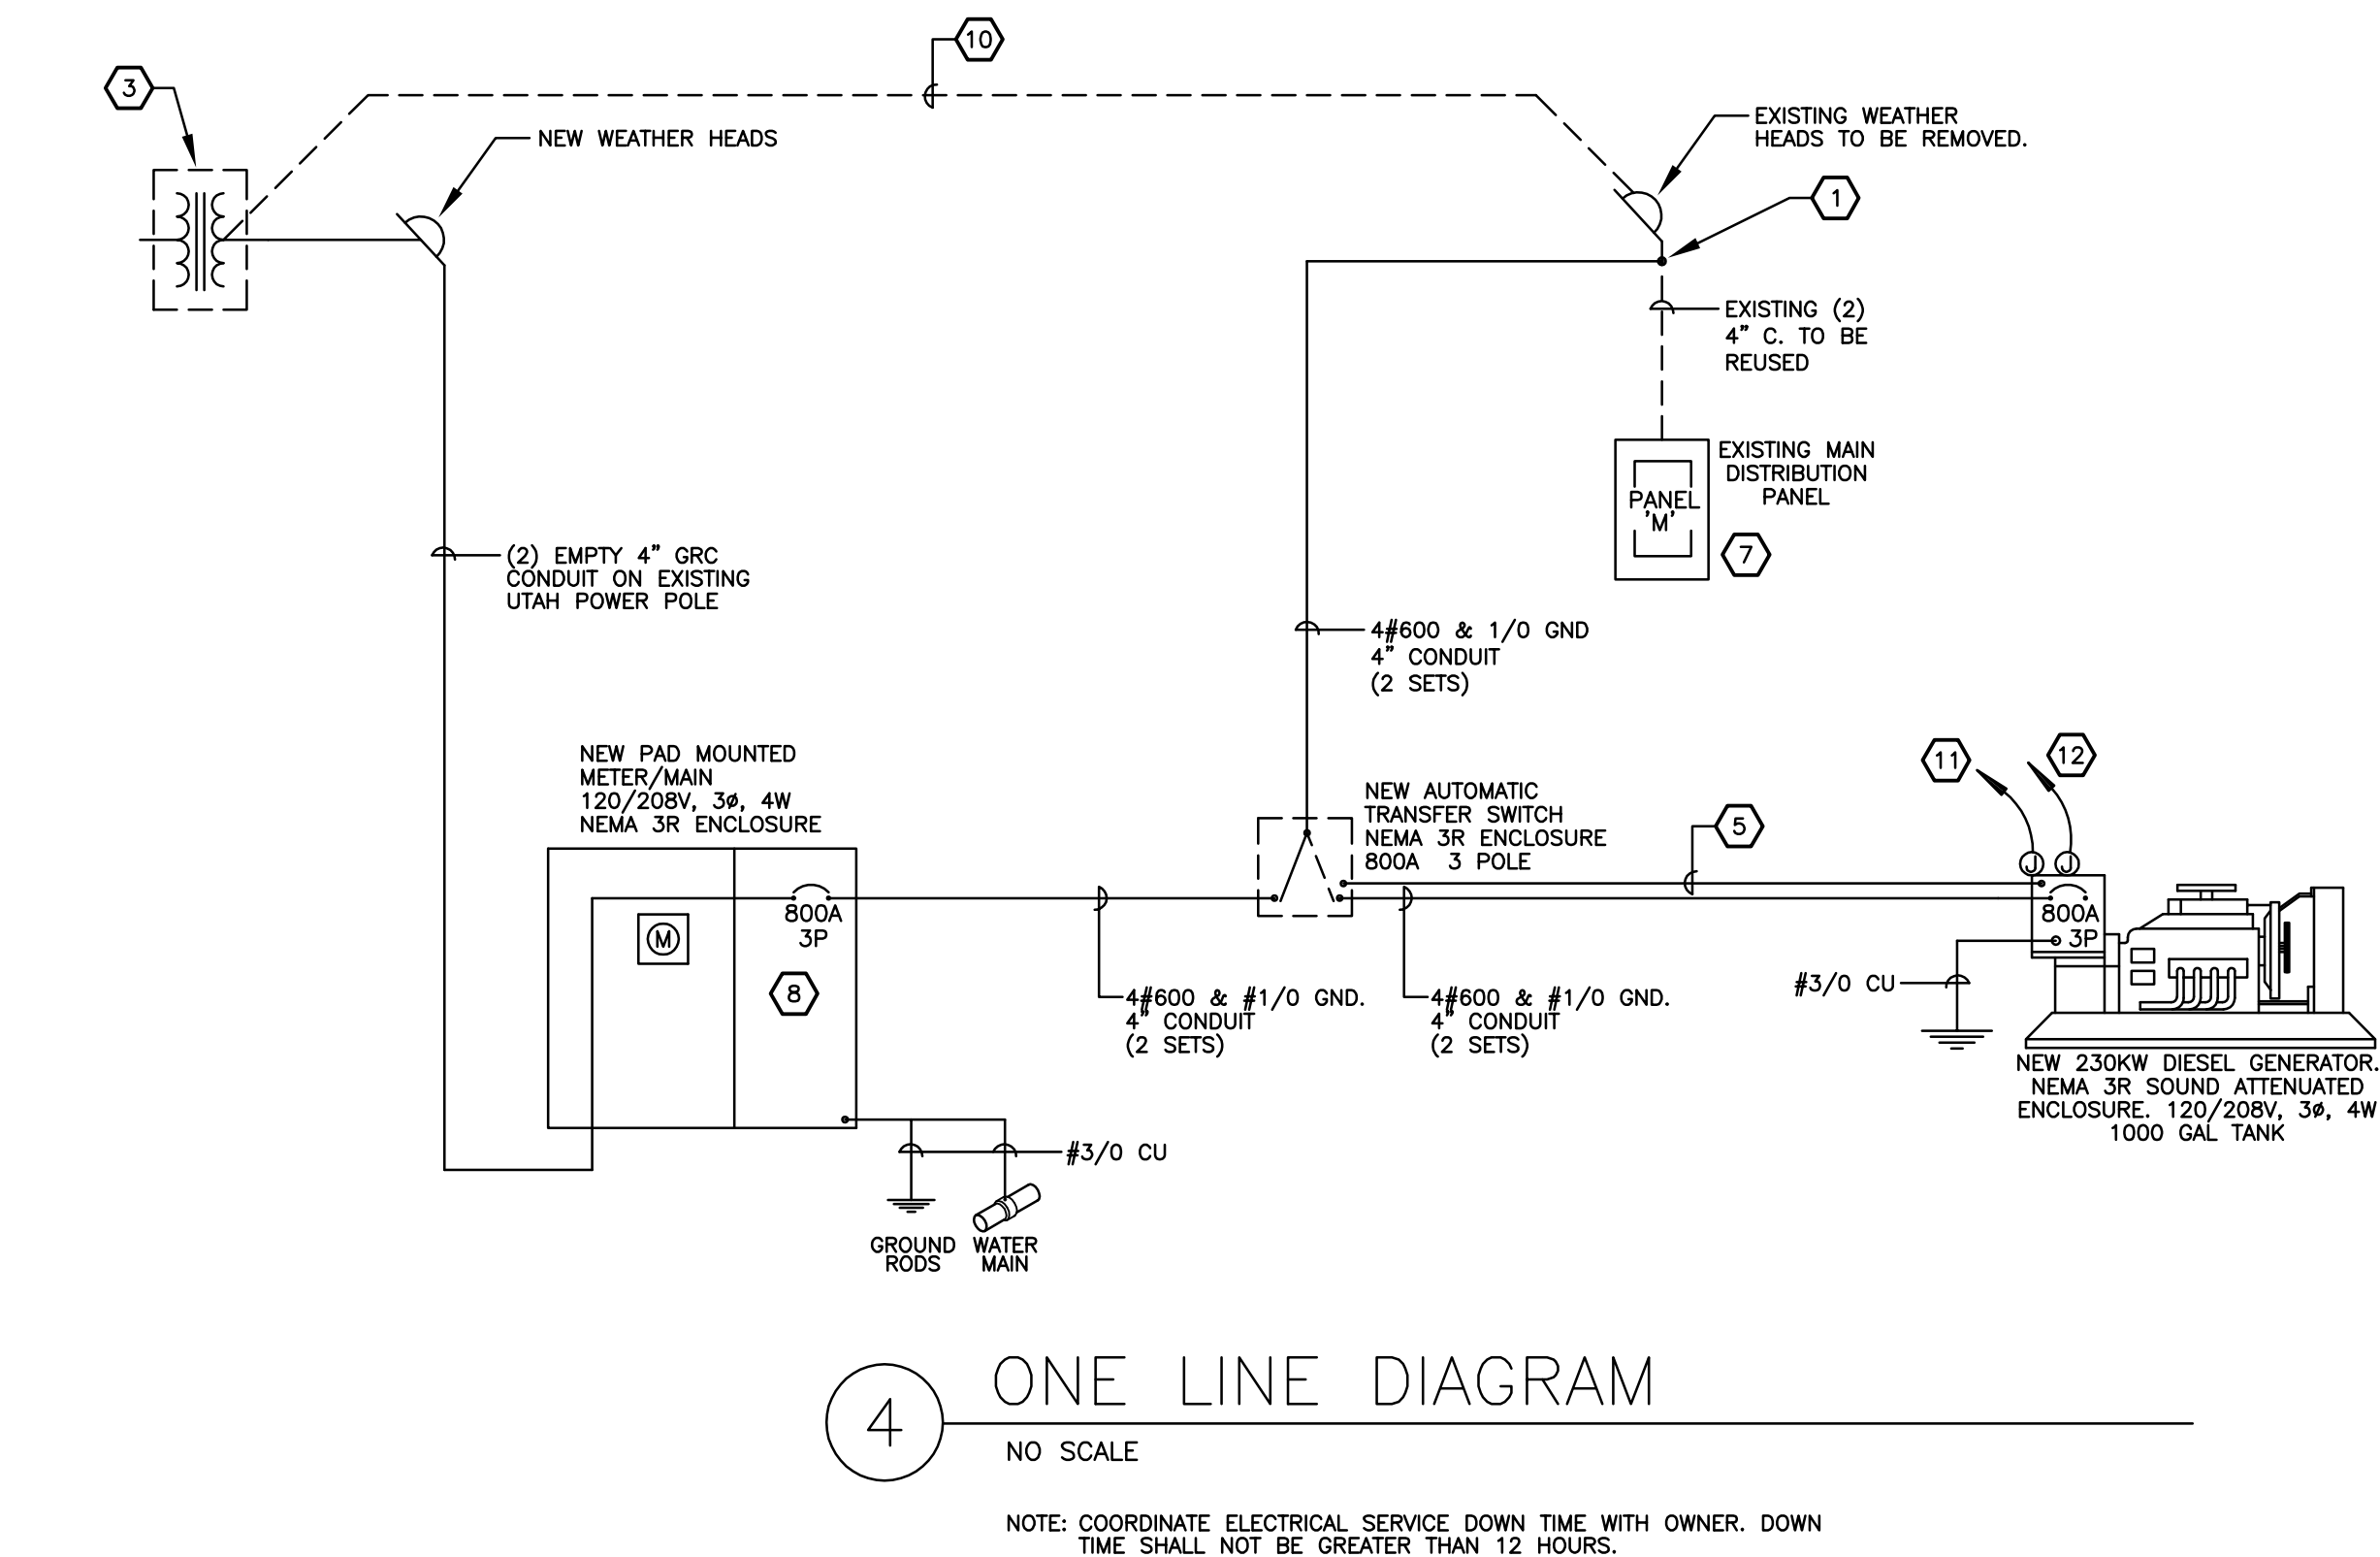 10
3
NEW WEATHER HEADS
EXISTING WEATHER
HEADS TO BE REMOVED.
1
EXISTING (2)
4" C. TO BE
REUSED
EXISTING MAIN
DISTRIBUTION
PANEL
PANEL
'M'
7
(2) EMPTY 4" GRC
CONDUIT ON EXISTING
UTAH POWER POLE
4#600 & 1/0 GND
4" CONDUIT
(2 SETS)
NEW PAD MOUNTED
METER/MAIN
120/208V, 3ø, 4W
NEMA 3R ENCLOSURE
NEW AUTOMATIC
TRANSFER SWITCH
NEMA 3R ENCLOSURE
800A 3 POLE
5
11
12
J J
800A
3P
M
8
800A
3P
4#600 & #1/0 GND.
4" CONDUIT
(2 SETS)
4#600 & #1/0 GND.
4" CONDUIT
(2 SETS)
#3/0 CU
NEW 230KW DIESEL GENERATOR.
NEMA 3R SOUND ATTENUATED
ENCLOSURE. 120/208V, 3ø, 4W
1000 GAL TANK
#3/0 CU
GROUND
RODS
WATER
MAIN
4
ONE LINE DIAGRAM
NO SCALE
NOTE: COORDINATE ELECTRICAL SERVICE DOWN TIME WITH OWNER. DOWN
TIME SHALL NOT BE GREATER THAN 12 HOURS.